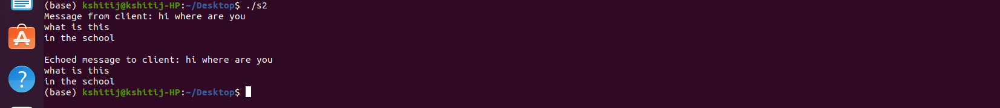 (base) kshitij@kshitij-HP:~/Desktop$ ./s2
Message from client: hi where are you
what is this
in the school

Echoed message to client: hi where are you
what is this
in the school
(base) kshitij@kshitij-HP:~/Desktop$